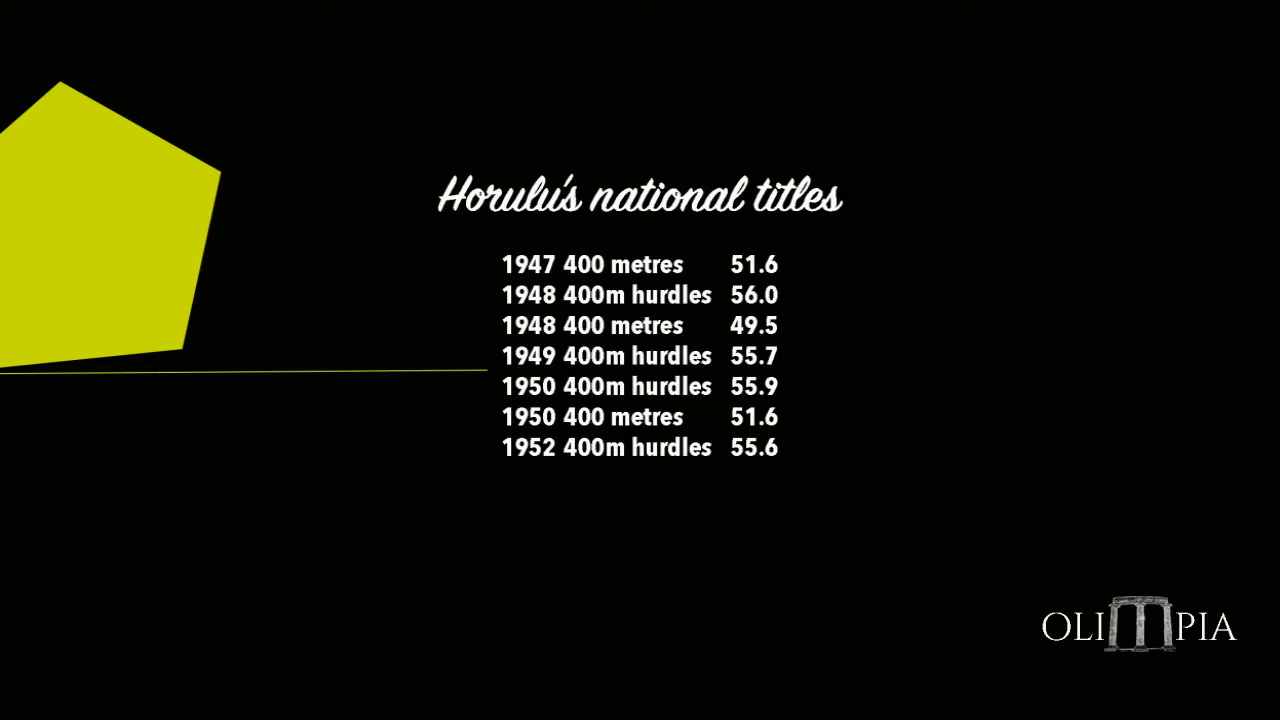 Horulu's national titles
1947 400 metres 51.6
1948 400m hurdles 56.0
1948 400 metres 49.5
1949 400m hurdles 55.7
1950 400m hurdles 55.9
1950 400 metres 51.6
1952 400m hurdles 55.6
OLIMPIA